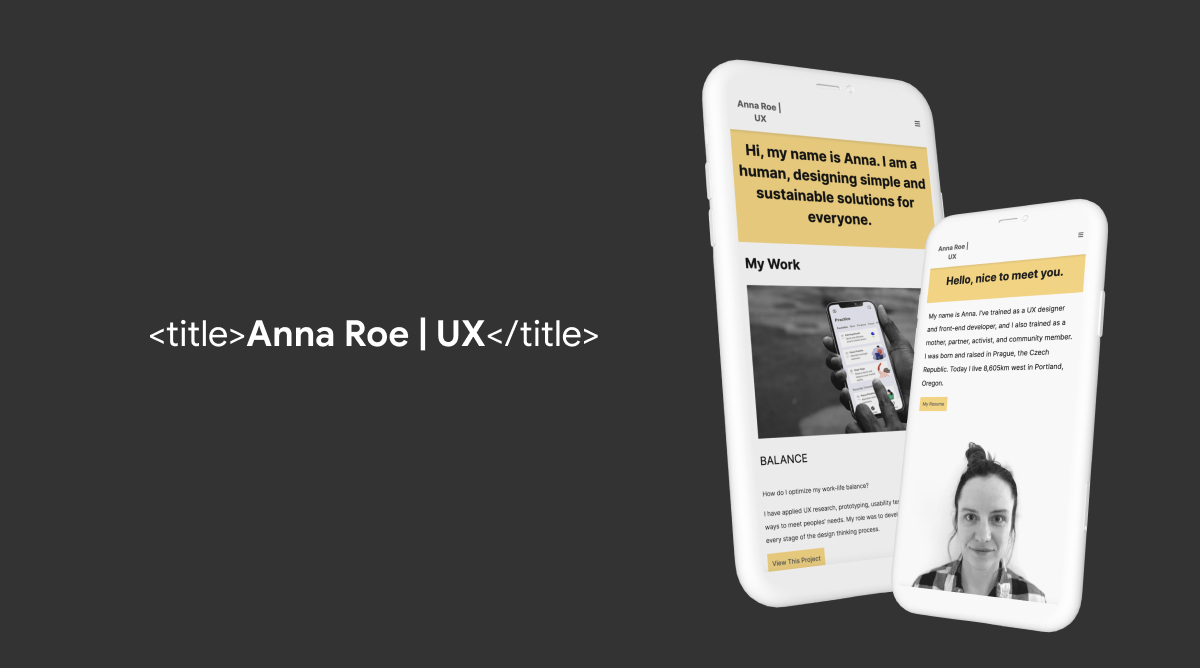 <title>Anna Roe | UX</title>
Anna Roe |
UX
Hi, my name is Anna. I am a
human, designing simple and
sustainable solutions for
everyone.
My Work
Practice
BALANCE
How do I optimize my work-life balance?
I have applied UX research, prototyping, usability
ways to meet peoples' needs. My role was to
every stage of the design thinking process.
View This Project
Anna Roe |
UX
Hello, nice to meet you.
My name is Anna. I've trained as a UX designer
and front-end developer, and I also trained as a
mother, partner, activist, and community member.
I was born and raised in Prague, the Czech
Republic. Today I live 8,605km west in Portland,
Oregon.
My Resume